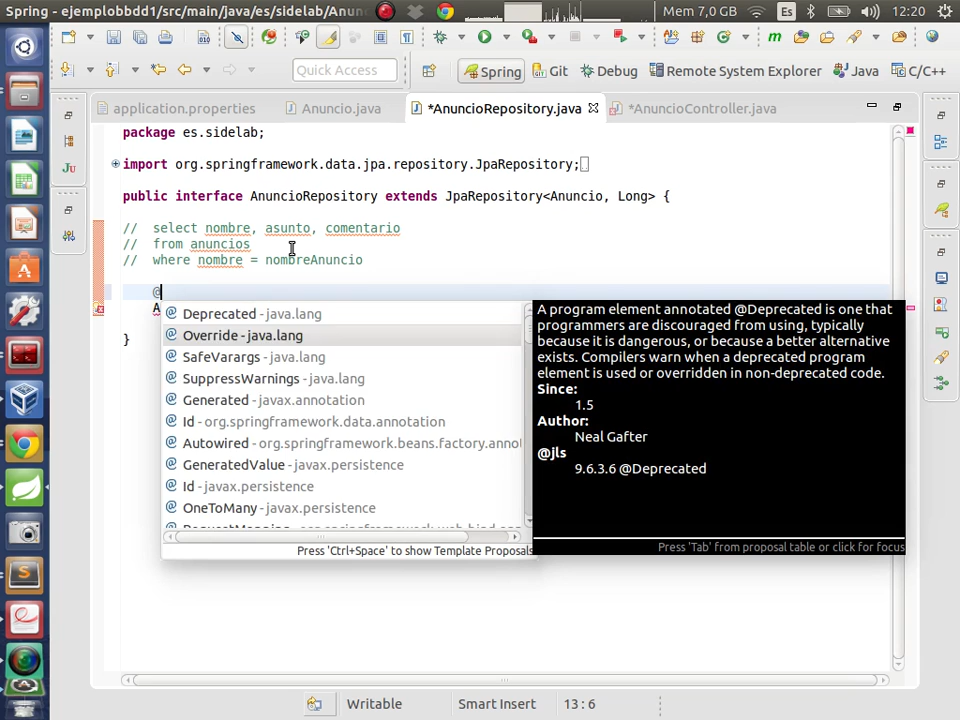 Spring - ejemplobbdd1/src/main/java/es/sidelab/Anun
Es
Mem 7,0 GB
12:20
Quick Access
Spring
Git
Debug
Remote System Explorer
Java
C/C++
application.properties
Anuncio.java
*AnuncioRepository.java
*AnuncioController.java
package es.sidelab;
import org.springframework.data.jpa.repository.JpaRepository;
public interface AnuncioRepository extends JpaRepository<Anuncio, Long> {
// select nombre, asunto, comentario
// from anuncios
// where nombre = nombreAnuncio
@
A
}
@ Deprecated - java.lang
@ Override - java.lang
@ SafeVarargs - java.lang
@ SuppressWarnings - java.lang
@ Generated - javax.annotation
@ Id - org.springframework.data.annotation
@ Autowired - org.springframework.beans.factory.anno
@ GeneratedValue - javax.persistence
@ Id - javax.persistence
@ OneToMany - javax.persistence
Press 'Ctrl+Space' to show Template Proposals
A program element annotated @Deprecated is one that
programmers are discouraged from using, typically
because it is dangerous, or because a better alternative
exists. Compilers warn when a deprecated program
element is used or overridden in non-deprecated code.
Since:
1.5
Author:
Neal Gafter
@jls
9.6.3.6 @Deprecated
Press 'Tab' from proposal table or click for focus
Writable
Smart Insert
13 : 6